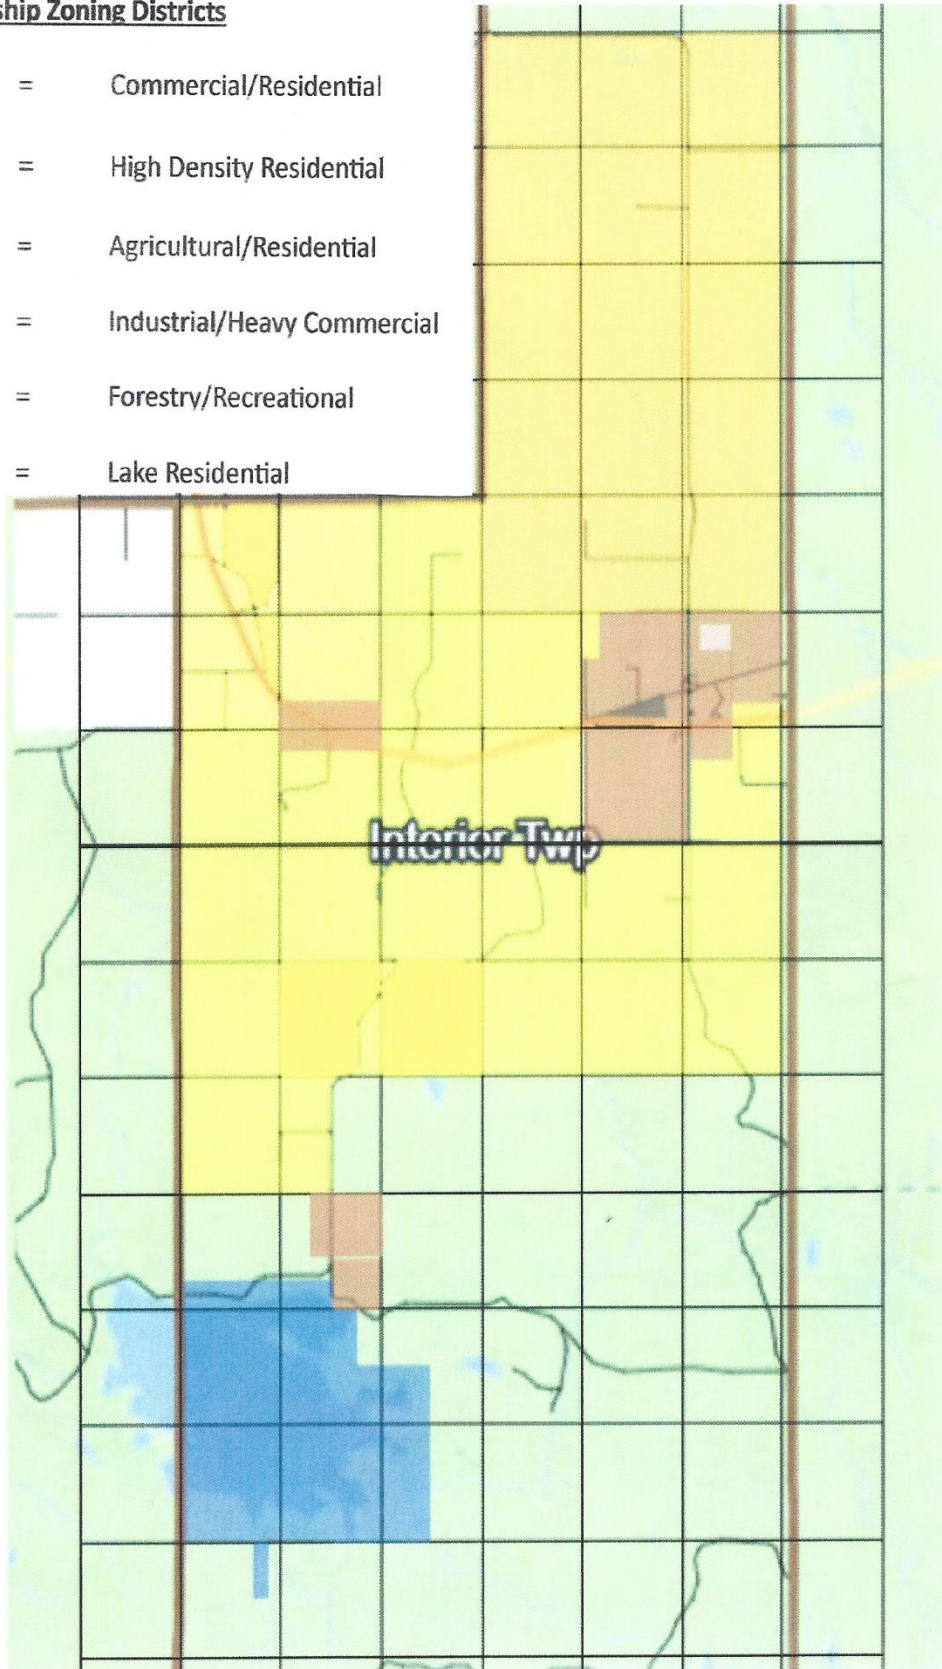 ship Zoning Districts
= Commercial/Residential
= High Density Residential
= Agricultural/Residential
= Industrial/Heavy Commercial
= Forestry/Recreational
= Lake Residential
Interior Twp